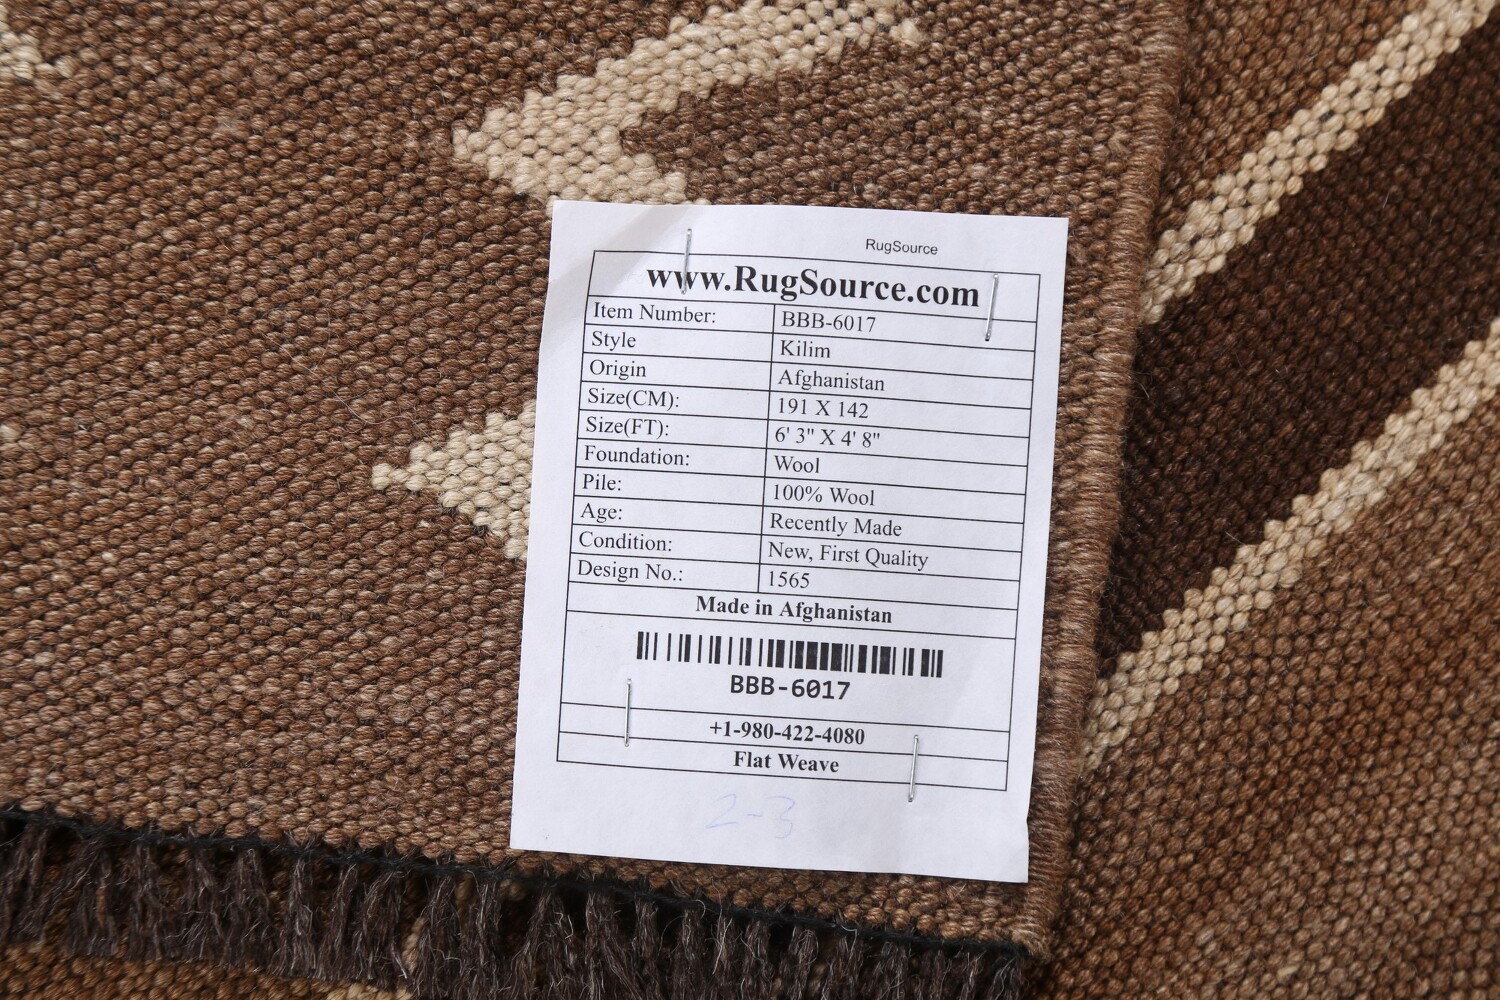 RugSource
www.RugSource.com
Item Number: BBB-6017
Style Kilim
Origin Afghanistan
Size(CM): 191 X 142
Size(FT): 6' 3" X 4' 8"
Foundation: Wool
Pile: 100% Wool
Age: Recently Made
Condition: New, First Quality
Design No.: 1565
Made in Afghanistan
BBB-6017
+1-980-422-4080
Flat Weave
2-3